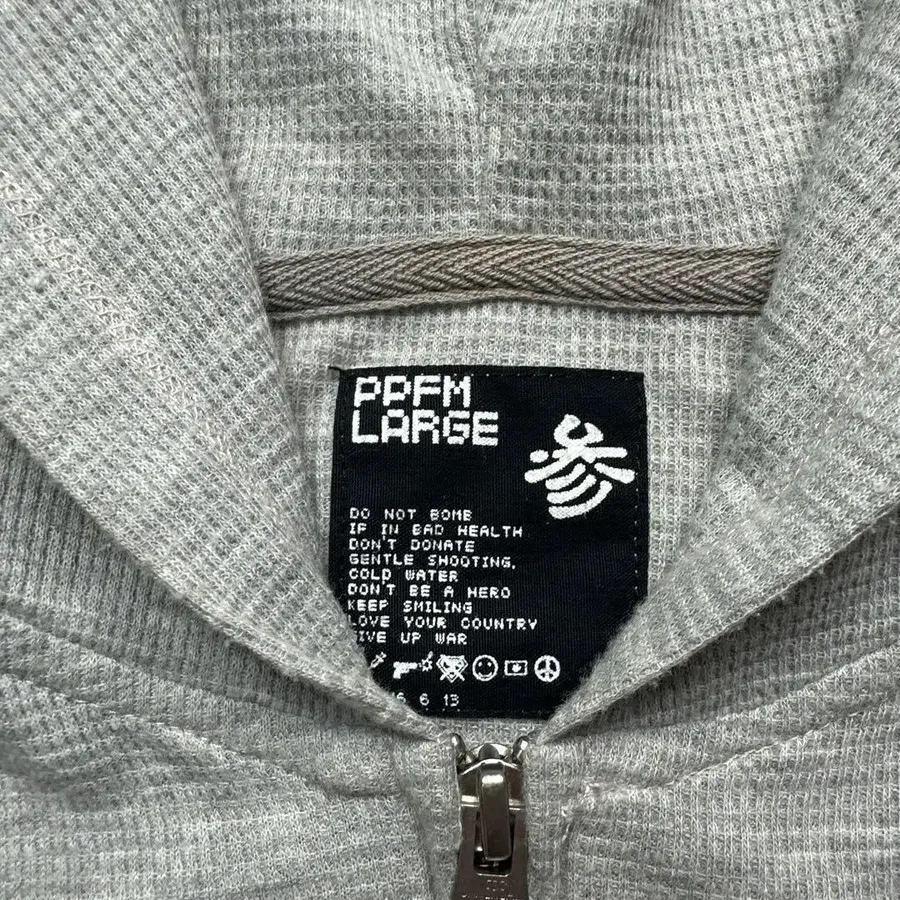 PPFM
LARGE
DO NOT BOMB
IF IN BAD HEALTH
DON'T DONATE
GENTLE SHOOTING,
COLD WATER
DON'T BE A HERO
KEEP SMILING
LOVE YOUR COUNTRY
GIVE UP WAR
6 13